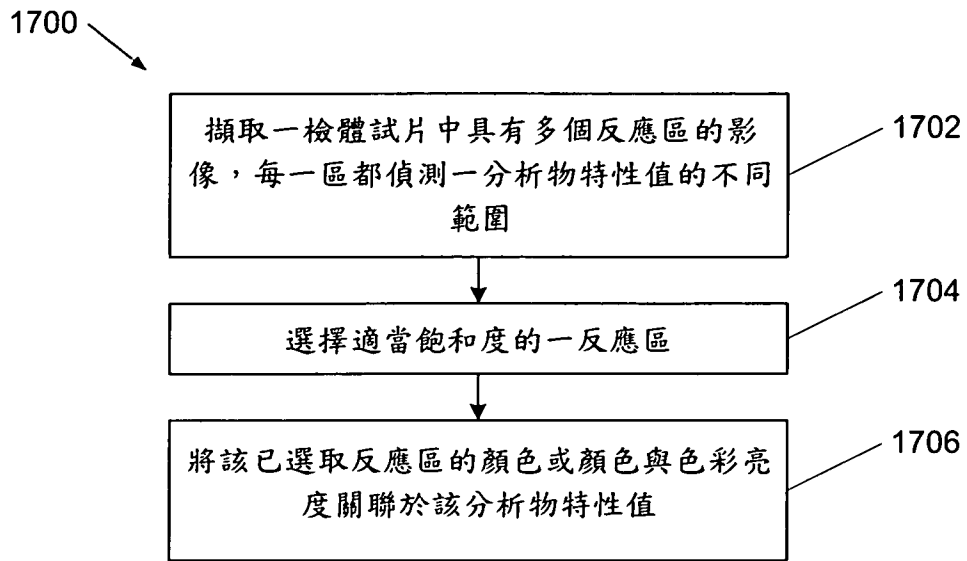 1700
擷取一檢體試片中具有多個反應區的影
像，每一區都偵測一分析物特性值的不同
範圍
1702
選擇適當飽和度的一反應區
1704
將該已選取反應區的顏色或顏色與色彩亮
度關聯於該分析物特性值
1706